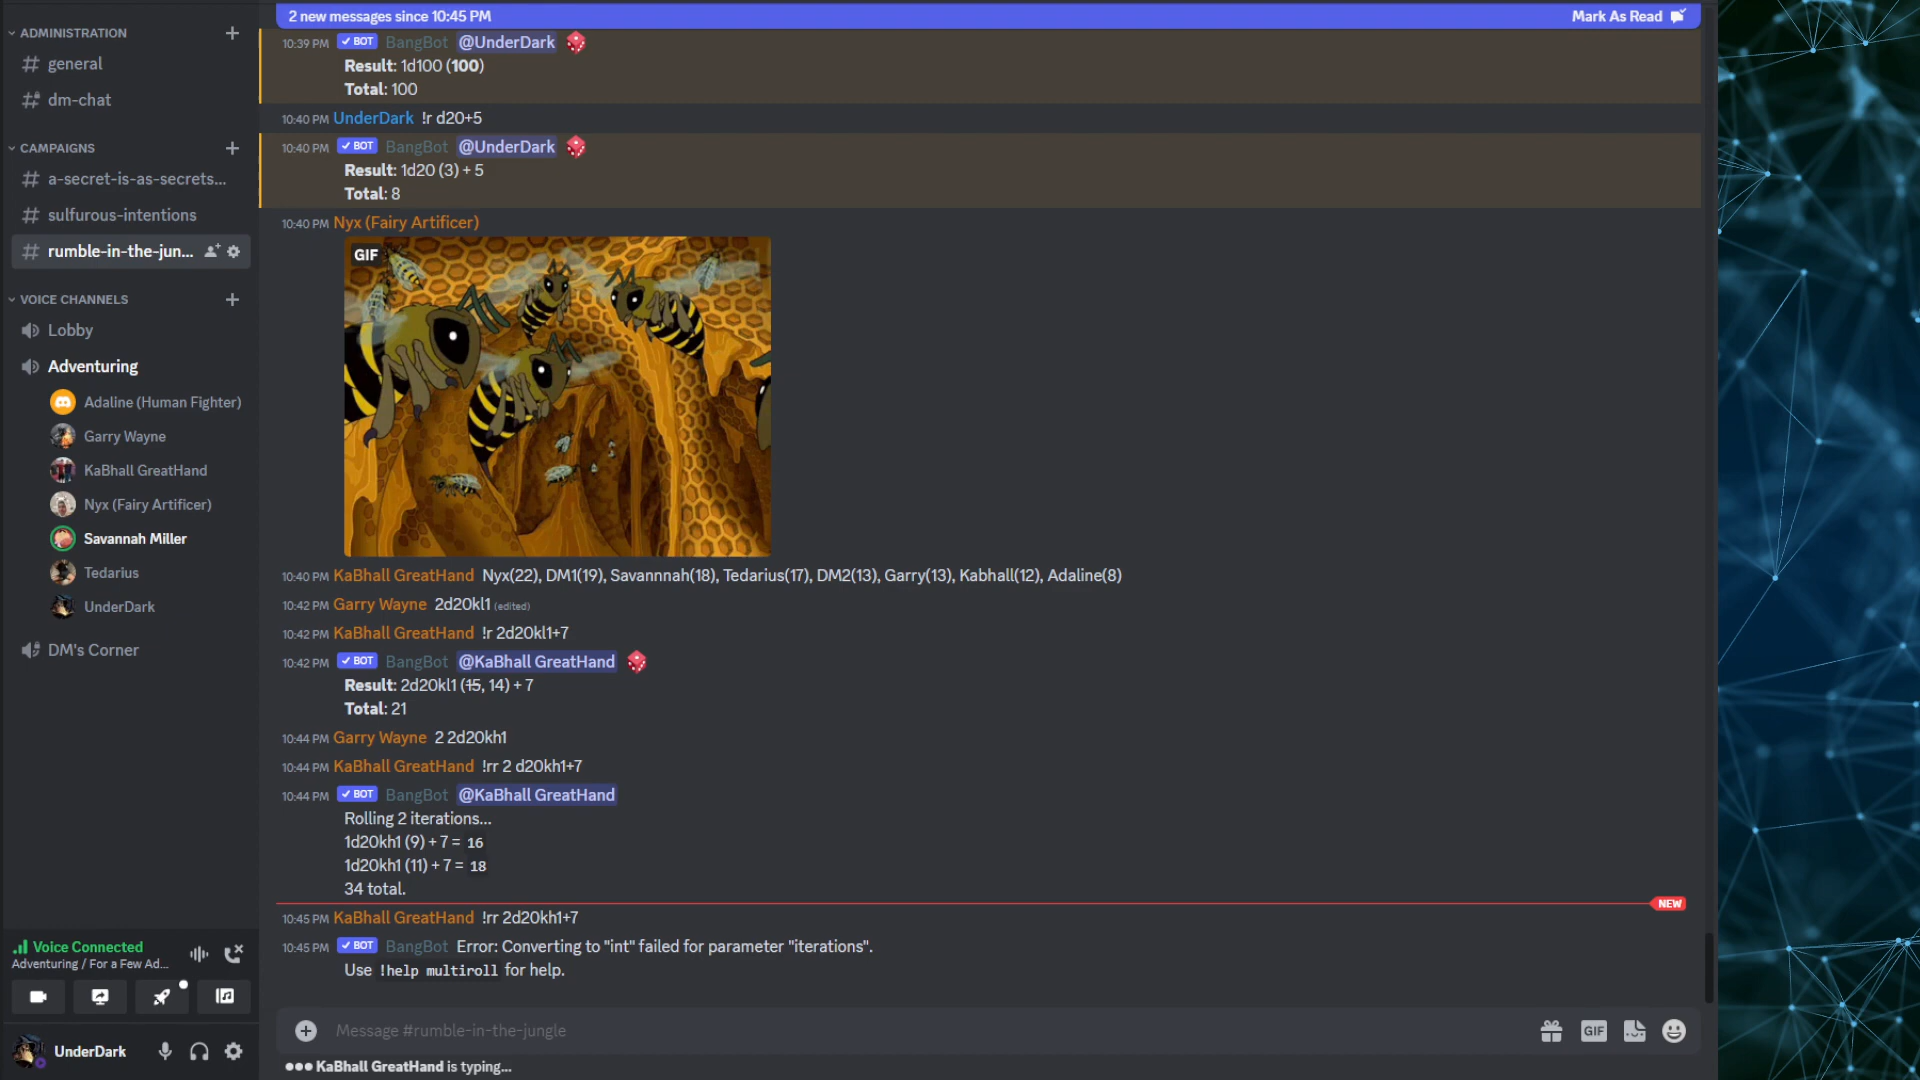 ADMINISTRATION
general
dm-chat
CAMPAIGNS
a-secret-is-as-secrets...
sulfurous-intentions
rumble-in-the-jun...
VOICE CHANNELS
Lobby
Adventuring
Adaline (Human Fighter)
Garry Wayne
KaBhall GreatHand
Nyx (Fairy Artificer)
Savannah Miller
Tedarius
UnderDark
DM's Corner
Voice Connected
Adventuring / For a Few Ad...
UnderDark
2 new messages since 10:45 PM
Mark As Read
10:39 PM BOT BangBot @UnderDark
Result: 1d100 (100)
Total: 100
10:40 PM UnderDark !r d20+5
10:40 PM BOT BangBot @UnderDark
Result: 1d20 (3) + 5
Total: 8
10:40 PM Nyx (Fairy Artificer)
GIF
10:40 PM KaBhall GreatHand Nyx(22), DM1(19), Savannnah(18), Tedarius(17), DM2(13), Garry(13), Kabhall(12), Adaline(8)
10:42 PM Garry Wayne 2d20kl1 (edited)
10:42 PM KaBhall GreatHand !r 2d20kl1+7
10:42 PM BOT BangBot @KaBhall GreatHand
Result: 2d20kl1 (15, 14) + 7
Total: 21
10:44 PM Garry Wayne 2 2d20kh1
10:44 PM KaBhall GreatHand !rr 2 d20kh1+7
10:44 PM BOT BangBot @KaBhall GreatHand
Rolling 2 iterations...
1d20kh1 (9) + 7 = 16
1d20kh1 (11) + 7 = 18
34 total.
NEW
10:45 PM KaBhall GreatHand !rr 2d20kh1+7
10:45 PM BOT BangBot Error: Converting to "int" failed for parameter "iterations".
Use !help multiroll for help.
Message #rumble-in-the-jungle
GIF
KaBhall GreatHand is typing...